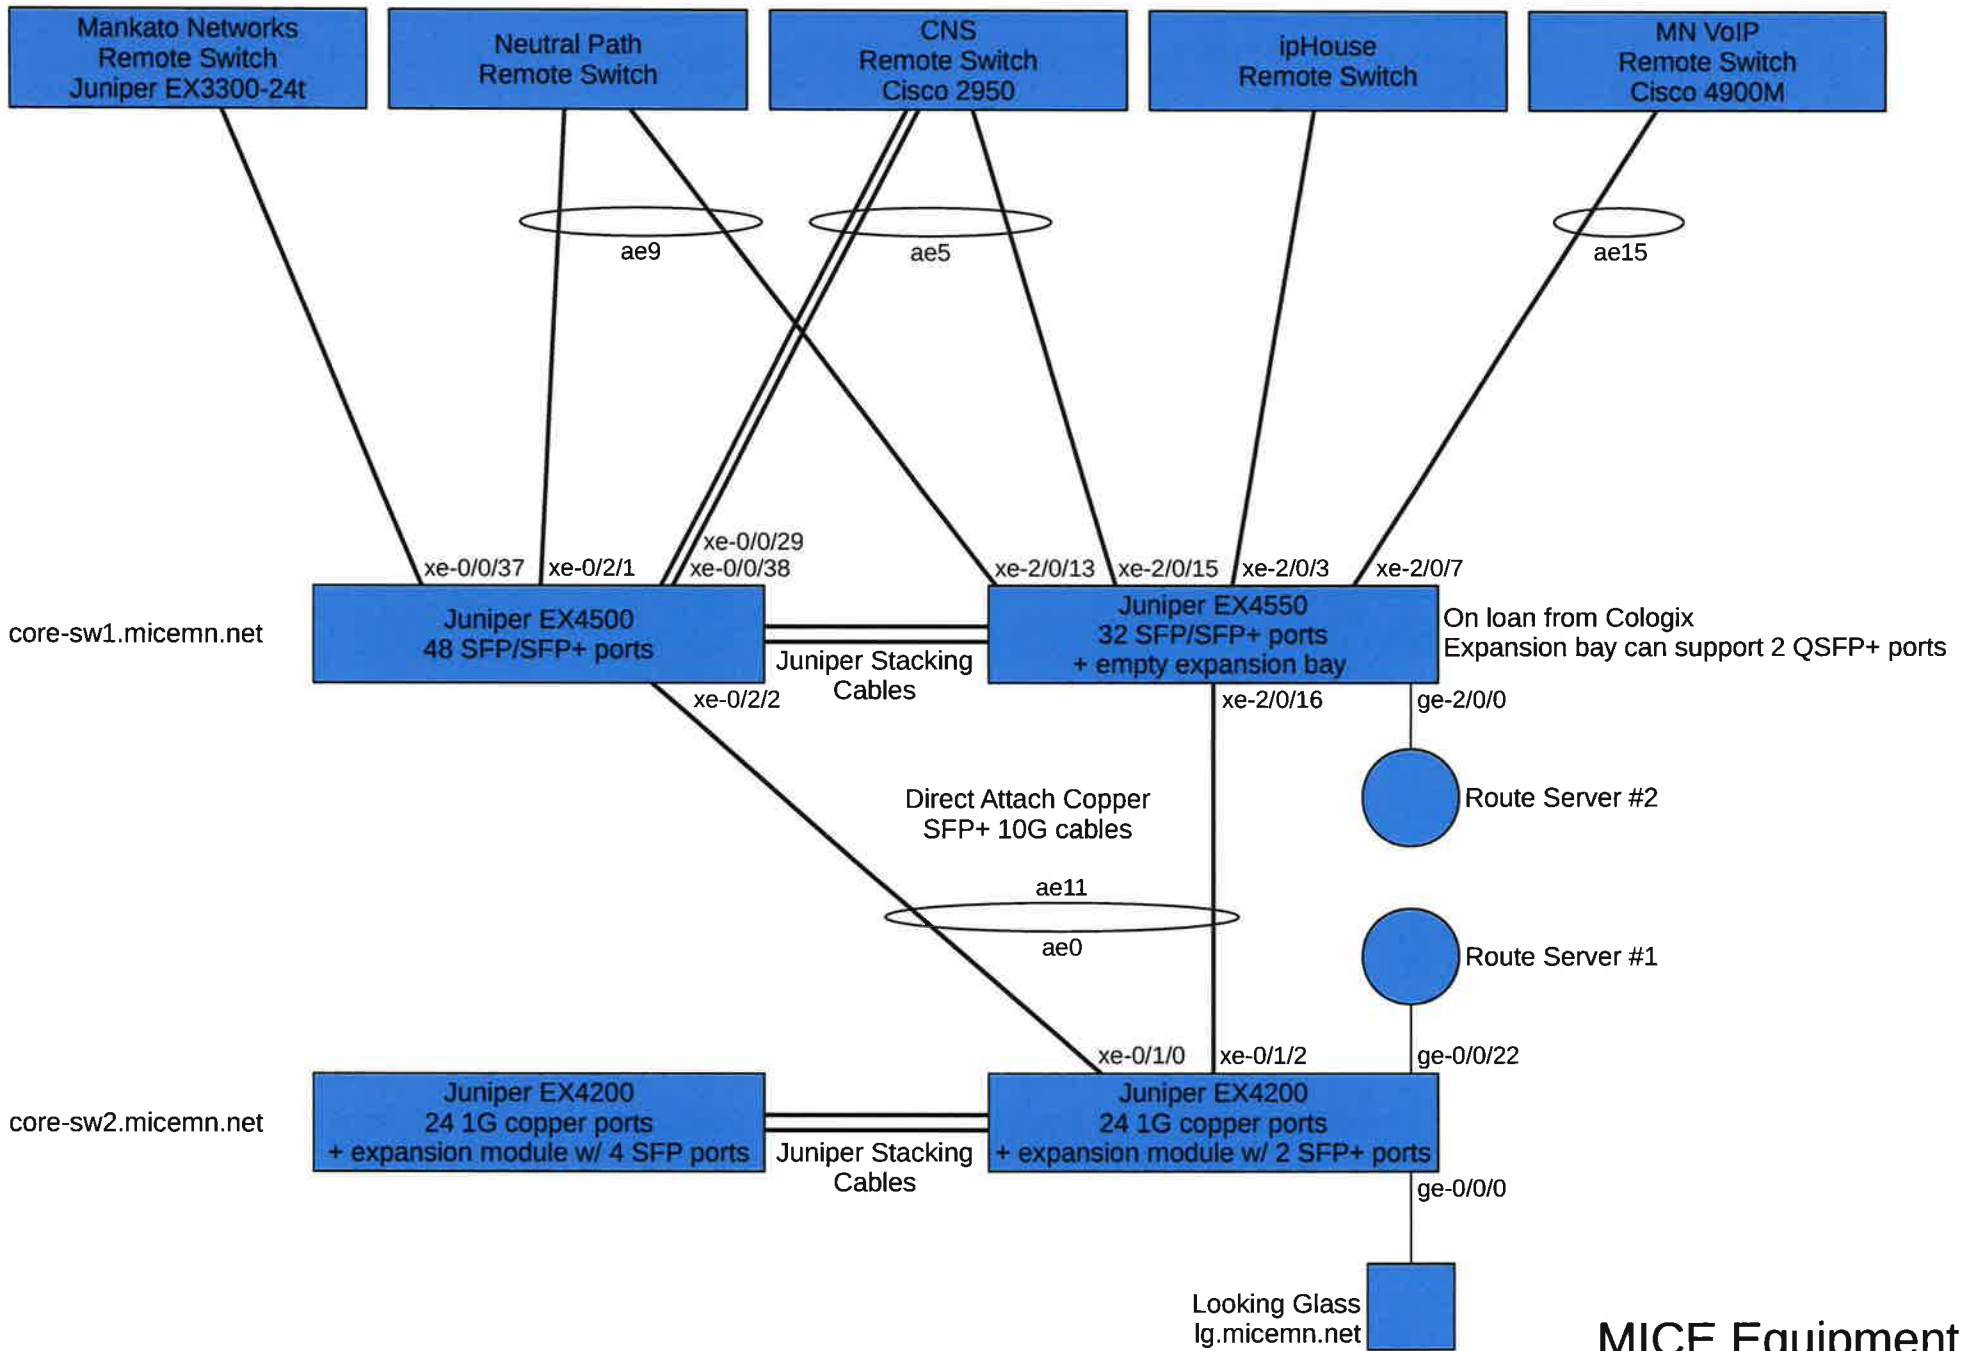 Mankato Networks
Remote Switch
Juniper EX3300-24t
Neutral Path
Remote Switch
CNS
Remote Switch
Cisco 2950
ipHouse
Remote Switch
MN VoIP
Remote Switch
Cisco 4900M
ae9
ae5
ae15
xe-0/0/29
xe-0/0/37
xe-0/2/1
xe-0/0/38
xe-2/0/13
xe-2/0/15
xe-2/0/3
xe-2/0/7
core-sw1.micemn.net
Juniper EX4500
48 SFP/SFP+ ports
Juniper Stacking
Cables
Juniper EX4550
32 SFP/SFP+ ports
+ empty expansion bay
On loan from Cologix
Expansion bay can support 2 QSFP+ ports
xe-0/2/2
xe-2/0/16
ge-2/0/0
Direct Attach Copper
SFP+ 10G cables
Route Server #2
ae11
ae0
Route Server #1
xe-0/1/0
xe-0/1/2
ge-0/0/22
core-sw2.micemn.net
Juniper EX4200
24 1G copper ports
+ expansion module w/ 4 SFP ports
Juniper Stacking
Cables
Juniper EX4200
24 1G copper ports
+ expansion module w/ 2 SFP+ ports
ge-0/0/0
Looking Glass
lg.micemn.net
MICE Equipment